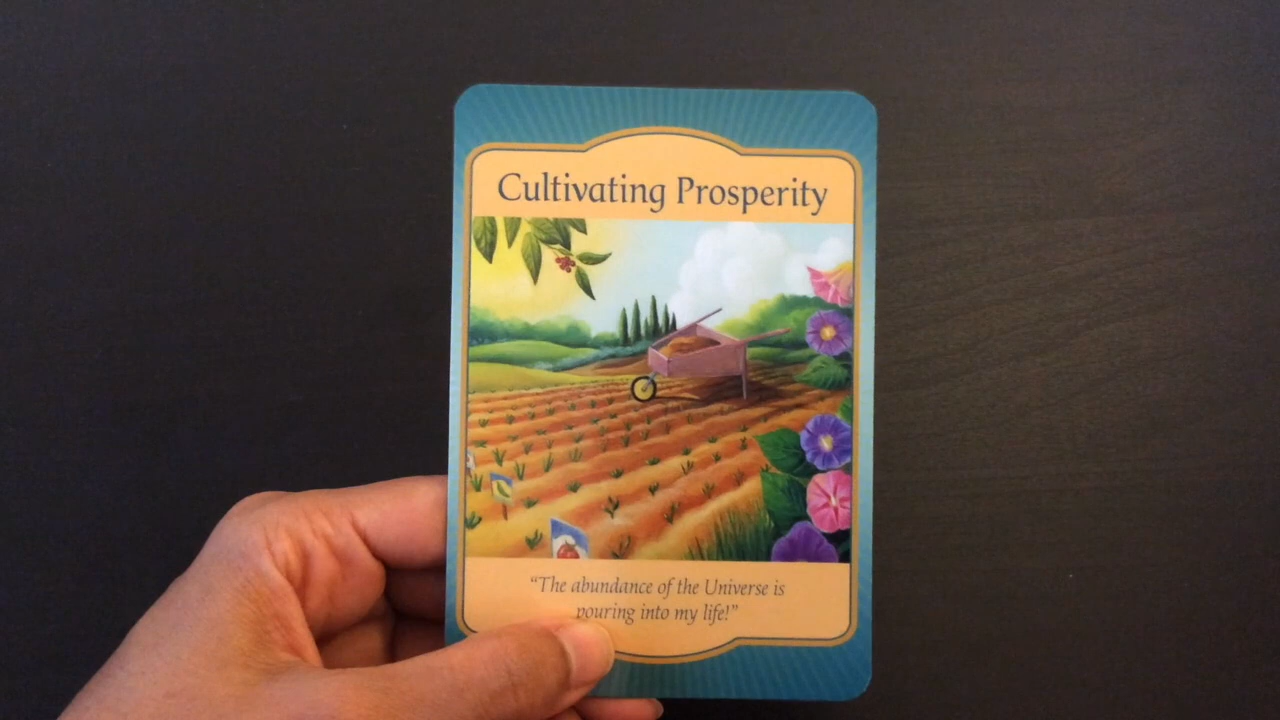 Cultivating Prosperity
“The abundance of the Universe is
pouring into my life!”